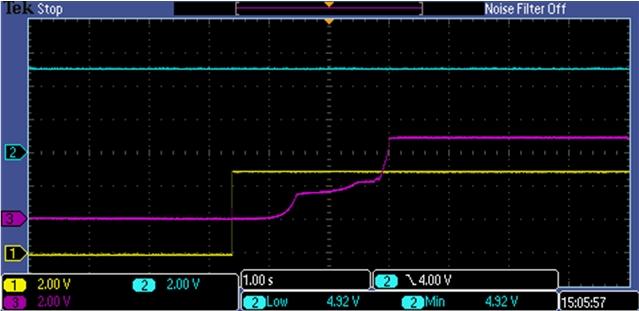 Tek Stop
Noise Filter Off
2
3
1
1 2.00 V 2 2.00 V
3 2.00 V
1.00 s
2 4.00 V
2 Low 4.92 V 2 Min 4.92 V
15:05:57